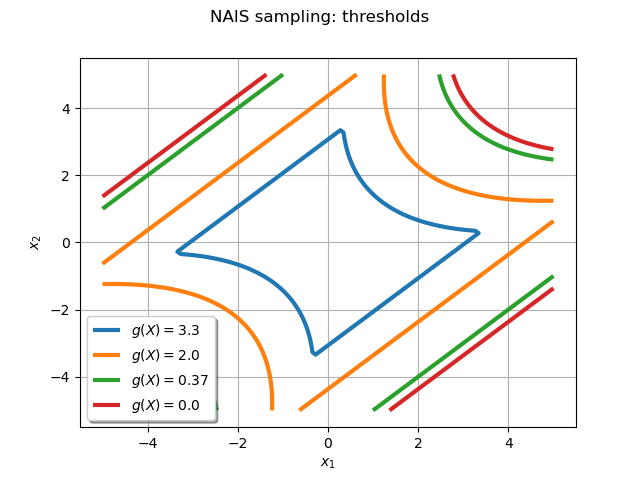 NAIS sampling: thresholds
x₂
4
2
0
−2
−4
g(X) = 3.3
g(X) = 2.0
g(X) = 0.37
g(X) = 0.0
−4 −2 0 2 4
x₁